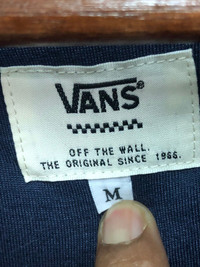 VANS®
OFF THE WALL.
THE ORIGINAL SINCE 1966.
M